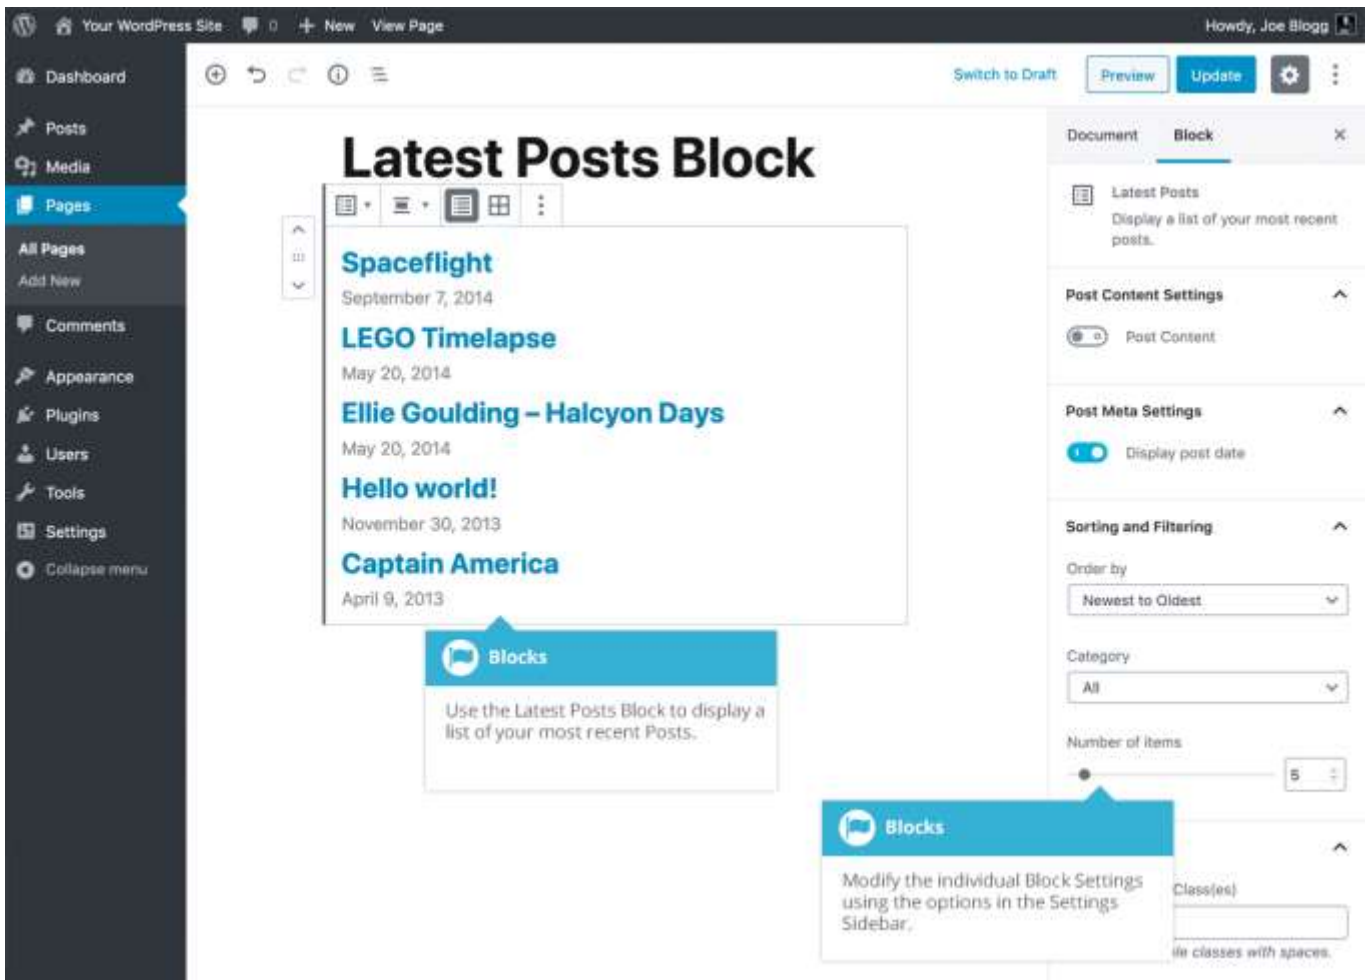 Your WordPress Site 0 + New View Page Howdy, Joe Blogg
Dashboard
Posts
Media
Pages
All Pages
Add New
Comments
Appearance
Plugins
Users
Tools
Settings
Collapse menu
Switch to Draft Preview Update
Latest Posts Block
Spaceflight
September 7, 2014
LEGO Timelapse
May 20, 2014
Ellie Goulding – Halcyon Days
May 20, 2014
Hello world!
November 30, 2013
Captain America
April 9, 2013
Blocks
Use the Latest Posts Block to display a
list of your most recent Posts.
Document Block
Latest Posts
Display a list of your most recent
posts.
Post Content Settings
Post Content
Post Meta Settings
Display post date
Sorting and Filtering
Order by
Newest to Oldest
Category
All
Number of items
5
Blocks
Modify the individual Block Settings
using the options in the Settings
Sidebar.
Class(es)
classes with spaces.